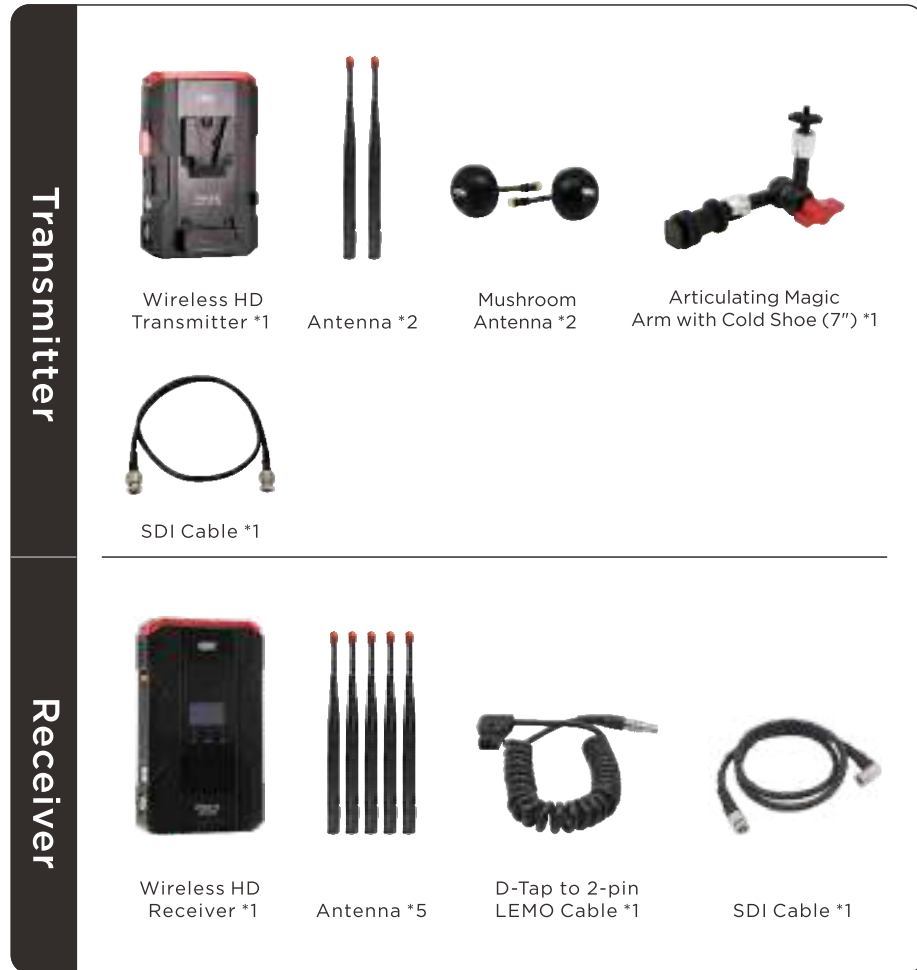 Transmitter
Wireless HD
Transmitter *1
Antenna *2
Mushroom
Antenna *2
Articulating Magic
Arm with Cold Shoe (7") *1
SDI Cable *1
Receiver
Wireless HD
Receiver *1
Antenna *5
D-Tap to 2-pin
LEMO Cable *1
SDI Cable *1